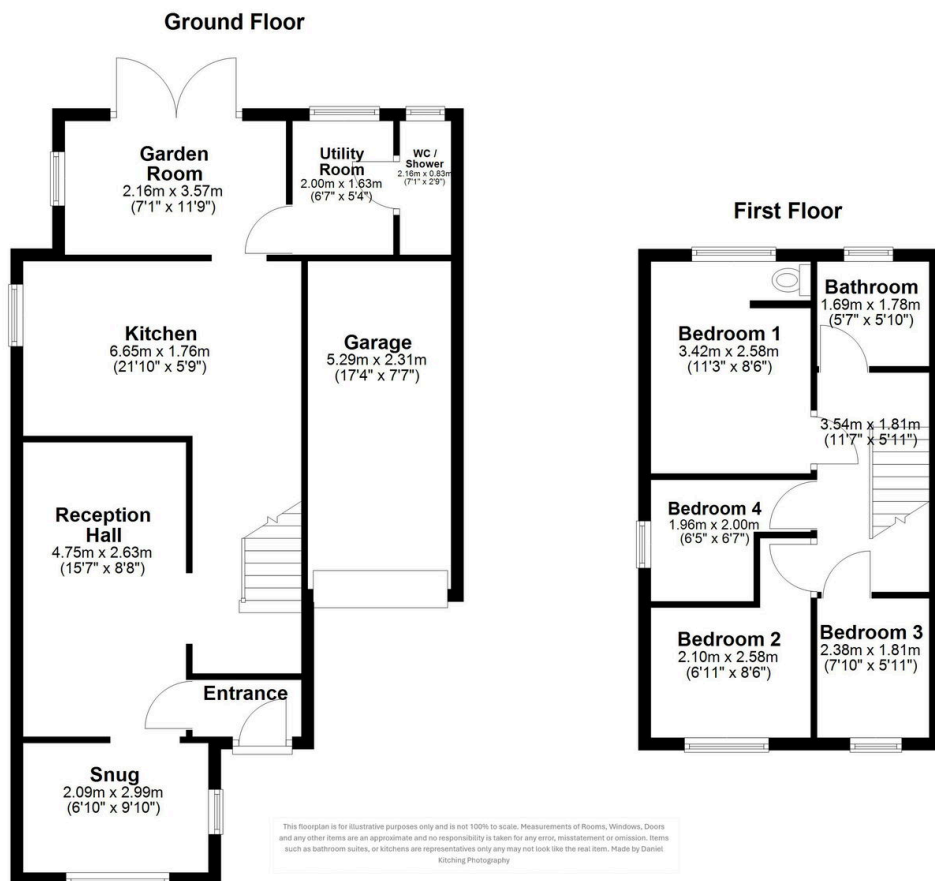 Ground Floor
Garden
Room
2.16m x 3.57m
(7'1" x 11'9")
Utility
Room
2.00m x 1.63m
(6'7" x 5'4")
WC /
Shower
2.16m x 0.83m
(7'1" x 2'9")
Kitchen
6.65m x 1.76m
(21'10" x 5'9")
Garage
5.29m x 2.31m
(17'4" x 7'7")
Reception
Hall
4.75m x 2.63m
(15'7" x 8'8")
Entrance
Snug
2.09m x 2.99m
(6'10" x 9'10")
First Floor
Bedroom 1
3.42m x 2.58m
(11'3" x 8'6")
Bathroom
1.69m x 1.78m
(5'7" x 5'10")
3.54m x 1.81m
(11'7" x 5'11")
Bedroom 4
1.96m x 2.00m
(6'5" x 6'7")
Bedroom 2
2.10m x 2.58m
(6'11" x 8'6")
Bedroom 3
2.38m x 1.81m
(7'10" x 5'11")
This floorplan is for illustrative purposes only and is not 100% to scale. Measurements of Rooms, Windows, Doors
and any other items are an approximate and no responsibility is taken for any error, misstatement or omission. Items
such as bathroom suites, or kitchens are representatives only any may not look like the real item. Made by Daniel
Kitching Photography